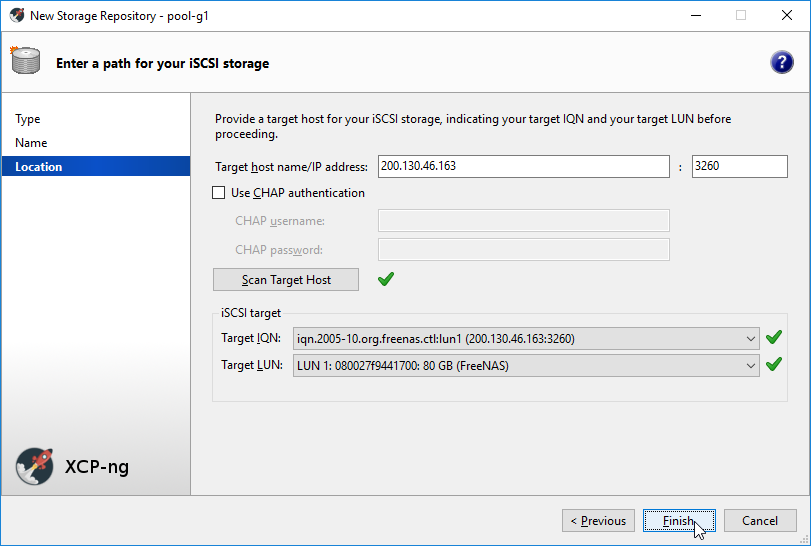 New Storage Repository - pool-g1
Enter a path for your iSCSI storage
?
Type
Name
Location
Provide a target host for your iSCSI storage, indicating your target IQN and your target LUN before
proceeding.
Target host name/IP address: 200.130.46.163 : 3260
Use CHAP authentication
CHAP username:
CHAP password:
Scan Target Host
iSCSI target
Target IQN: iqn.2005-10.org.freenas.ctl:lun1 (200.130.46.163:3260)
Target LUN: LUN 1: 080027f9441700: 80 GB (FreeNAS)
XCP-ng
< Previous Finish Cancel